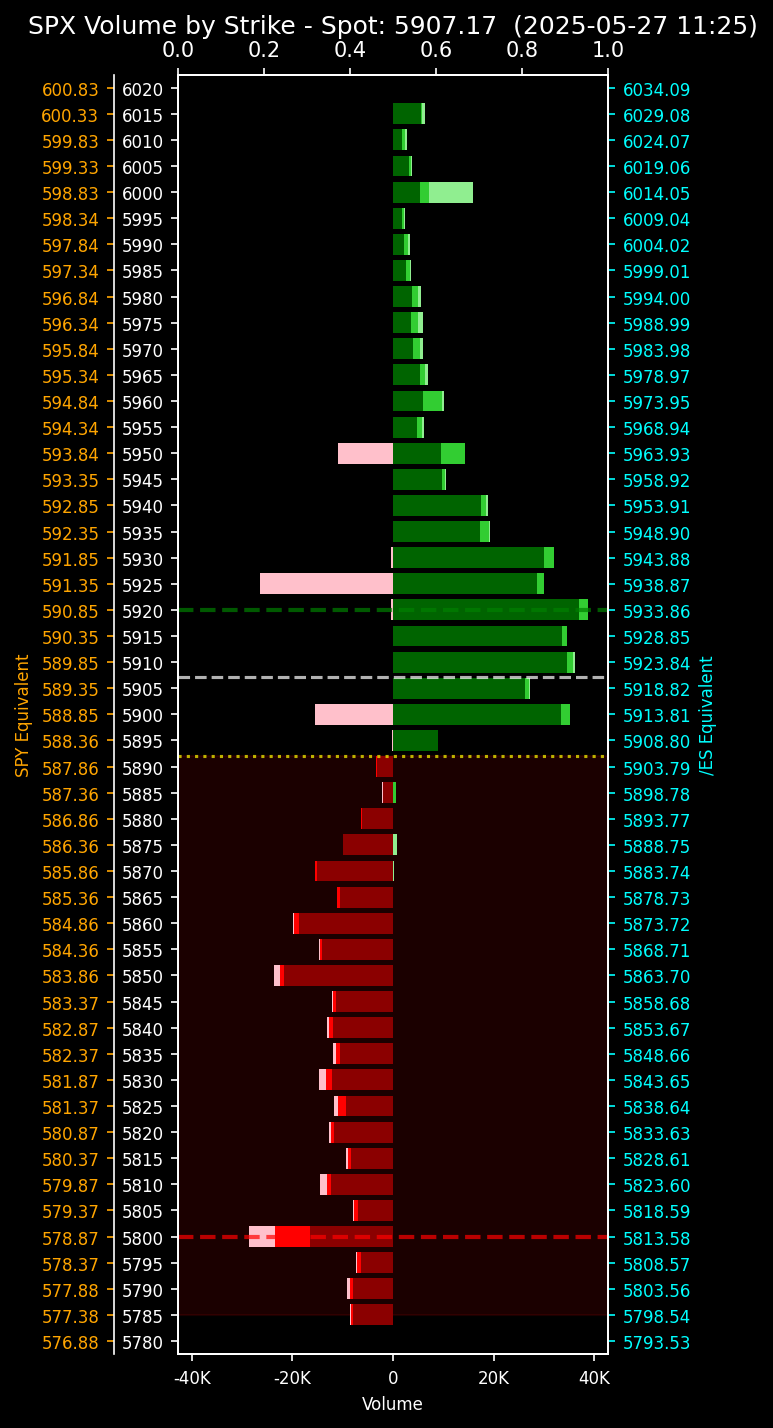 SPX Volume by Strike - Spot: 5907.17 (2025-05-27 11:25)
0.0 0.2 0.4 0.6 0.8 1.0
600.83 6020 6034.09
600.33 6015 6029.08
599.83 6010 6024.07
599.33 6005 6019.06
598.83 6000 6014.05
598.34 5995 6009.04
597.84 5990 6004.02
597.34 5985 5999.01
596.84 5980 5994.00
596.34 5975 5988.99
595.84 5970 5983.98
595.34 5965 5978.97
594.84 5960 5973.95
594.34 5955 5968.94
593.84 5950 5963.93
593.35 5945 5958.92
592.85 5940 5953.91
592.35 5935 5948.90
591.85 5930 5943.88
591.35 5925 5938.87
590.85 5920 5933.86
590.35 5915 5928.85
589.85 5910 5923.84
589.35 5905 5918.82
588.85 5900 5913.81
588.36 5895 5908.80
587.86 5890 5903.79
587.36 5885 5898.78
586.86 5880 5893.77
586.36 5875 5888.75
585.86 5870 5883.74
585.36 5865 5878.73
584.86 5860 5873.72
584.36 5855 5868.71
583.86 5850 5863.70
583.37 5845 5858.68
582.87 5840 5853.67
582.37 5835 5848.66
581.87 5830 5843.65
581.37 5825 5838.64
580.87 5820 5833.63
580.37 5815 5828.61
579.87 5810 5823.60
579.37 5805 5818.59
578.87 5800 5813.58
578.37 5795 5808.57
577.88 5790 5803.56
577.38 5785 5798.54
576.88 5780 5793.53
SPY Equivalent
/ES Equivalent
-40K -20K 0 20K 40K
Volume